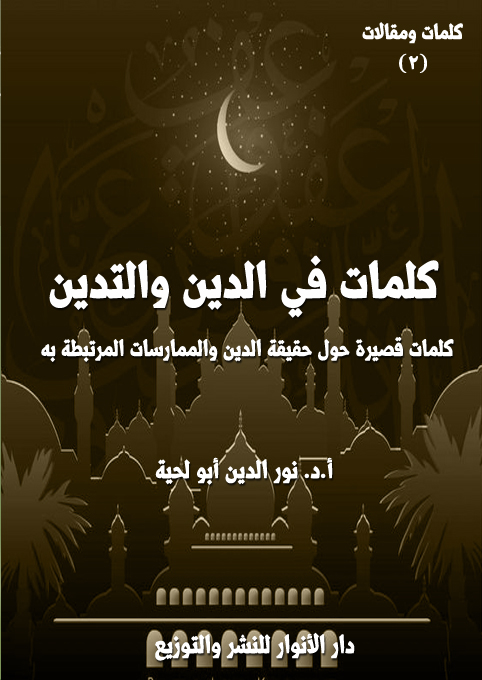 كلمات ومقالات
(٢)
كلمات في الدين والتدين
كلمات قصيرة حول حقيقة الدين والممارسات المرتبطة به
أ.د. نور الدين أبو لحية
دار الأنوار للنشر والتوزيع